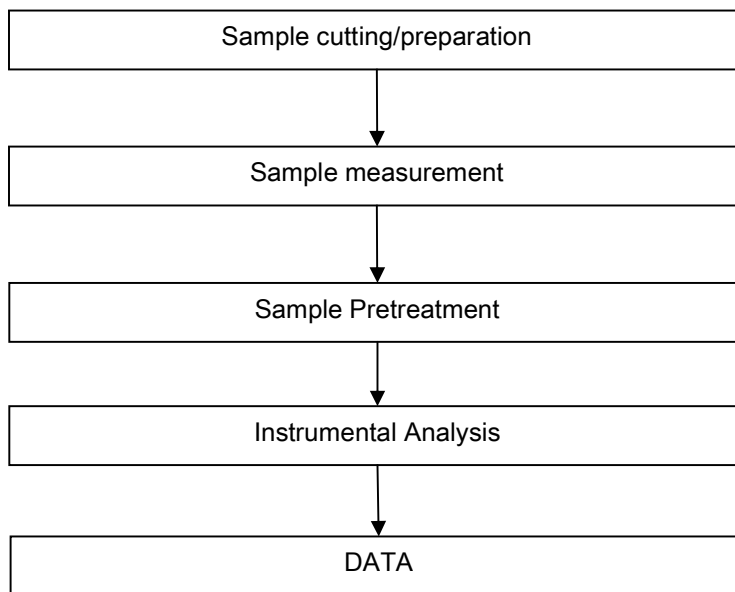 Sample cutting/preparation
Sample measurement
Sample Pretreatment
Instrumental Analysis
DATA